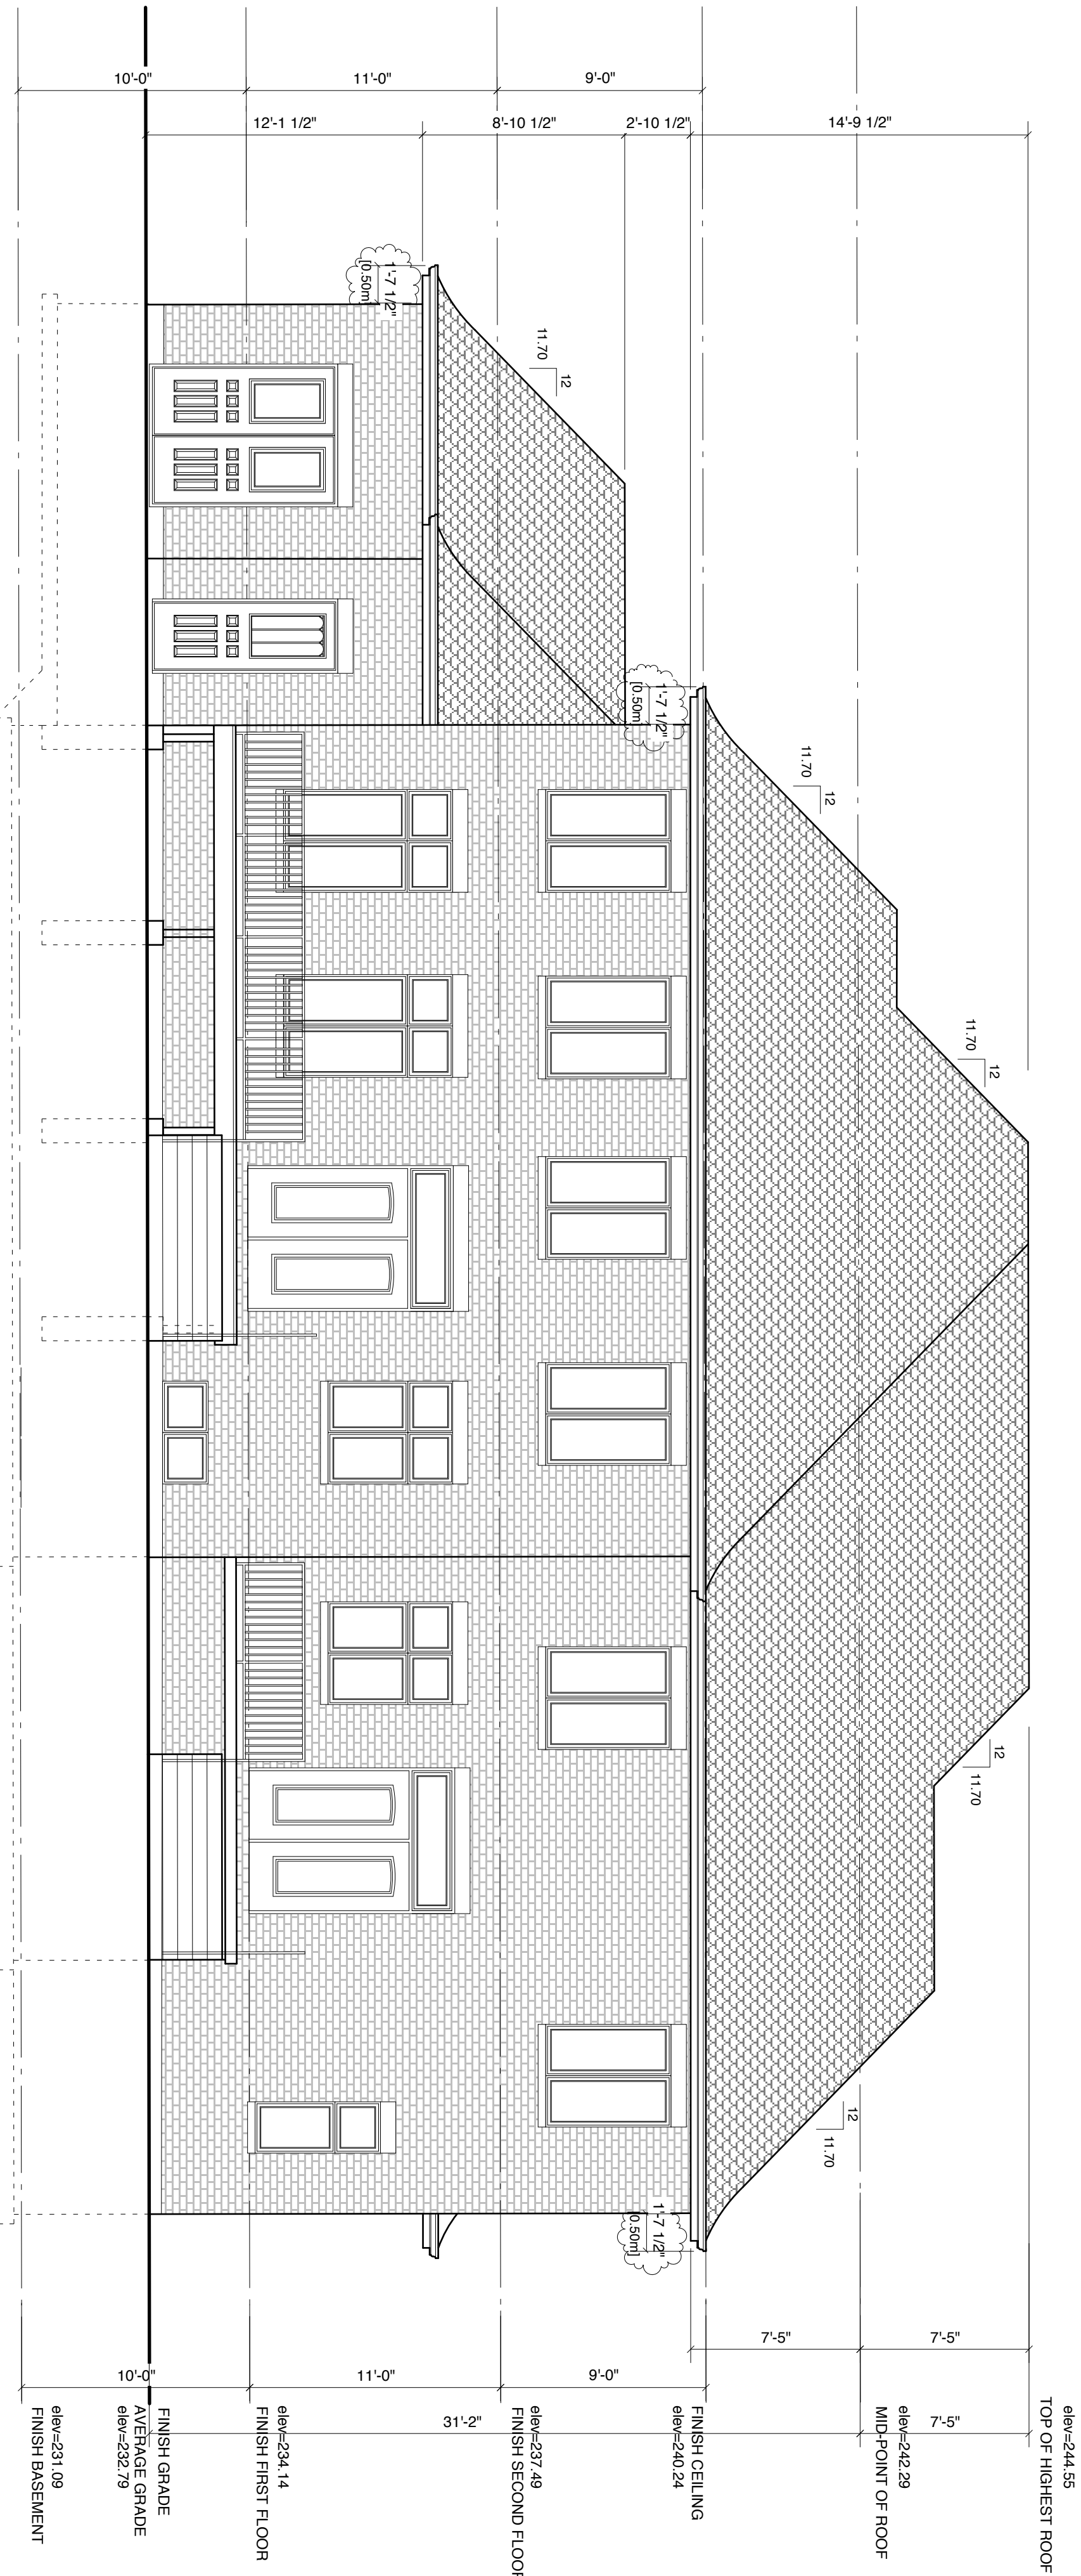 10'-0"
11'-0"
9'-0"
12'-1 1/2"
8'-10 1/2"
2'-10 1/2"
14'-9 1/2"
1'-7 1/2"
[0.50m]
11.70
12
1'-7 1/2"
[0.50m]
11.70
12
11.70
12
12
11.70
12
11.70
1'-7 1/2"
[0.50m]
7'-5"
7'-5"
10'-0"
11'-0"
9'-0"
31'-2"
7'-5"
elev=244.55
TOP OF HIGHEST ROOF
elev=242.29
MID-POINT OF ROOF
FINISH CEILING
elev=240.24
elev=237.49
FINISH SECOND FLOOR
elev=234.14
FINISH FIRST FLOOR
FINISH GRADE
AVERAGE GRADE
elev=232.79
elev=231.09
FINISH BASEMENT